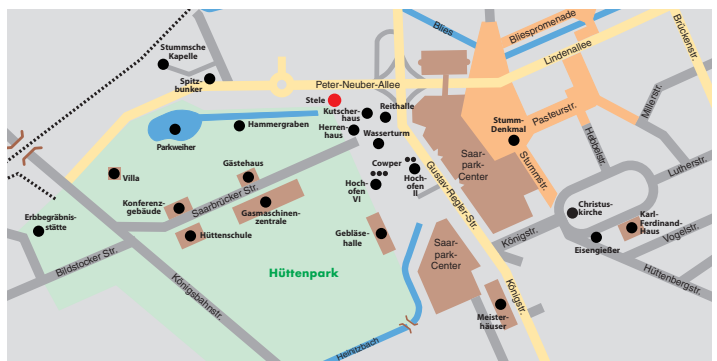 Stummsche
Kapelle
Spitz-
bunker
Peter-Neuber-Allee
Blies
Bliespromenade
Lindenallee
Brückenstr.
Stele
Kutscher-
haus
Reithalle
Herren-
haus
Wasserturm
Hammergraben
Parkweiher
Stumm-
Denkmal
Pasteurstr.
Hebbelstr.
Millerstr.
Lutherstr.
Stummstr.
Saar-
park-
Center
Gustav-Regler-Str.
Cowper
Hoch-
ofen
VI
Hoch-
ofen
II
Villa
Gästehaus
Saarbrücker Str.
Konferenz-
gebäude
Gasmaschinen-
zentrale
Hüttenschule
Erbbegräbnis-
stätte
Bildstocker Str.
Königsbahnstr.
Hüttenpark
Gebläse-
halle
Heinitzbach
Saar-
park-
Center
Königstr.
Königstr.
Meister-
häuser
Christus-
kirche
Karl-
Ferdinand-
Haus
Eisengießer
Vogelstr.
Hüttenbergstr.